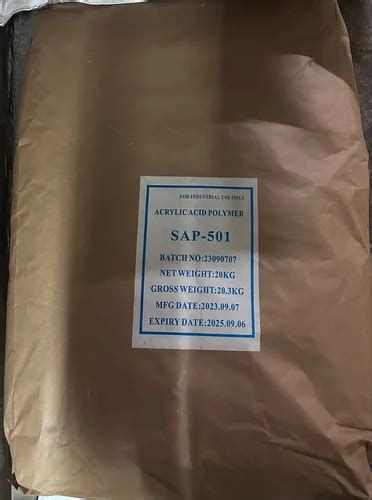 FOR INDUSTRIAL USE ONLY
ACRYLIC ACID POLYMER
SAP-501
BATCH NO:23090707
NET WEIGHT:20KG
GROSS WEIGHT:20.3KG
MFG DATE:2023.09.07
EXPIRY DATE:2025.09.06